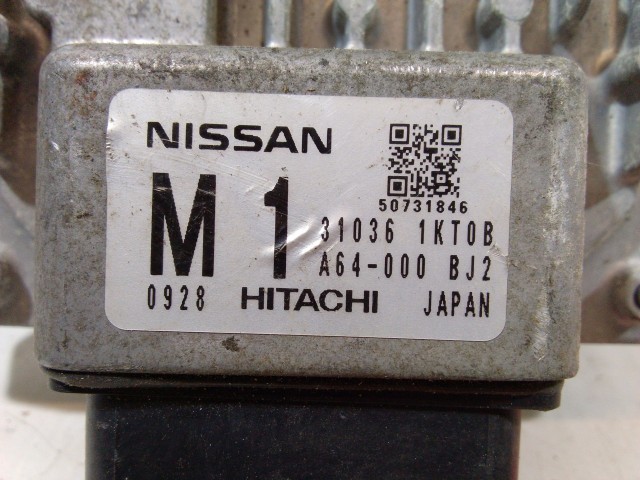 NISSAN
50731846
M 1
31036 1KT0B
A64-000 BJ2
0928 HITACHI JAPAN